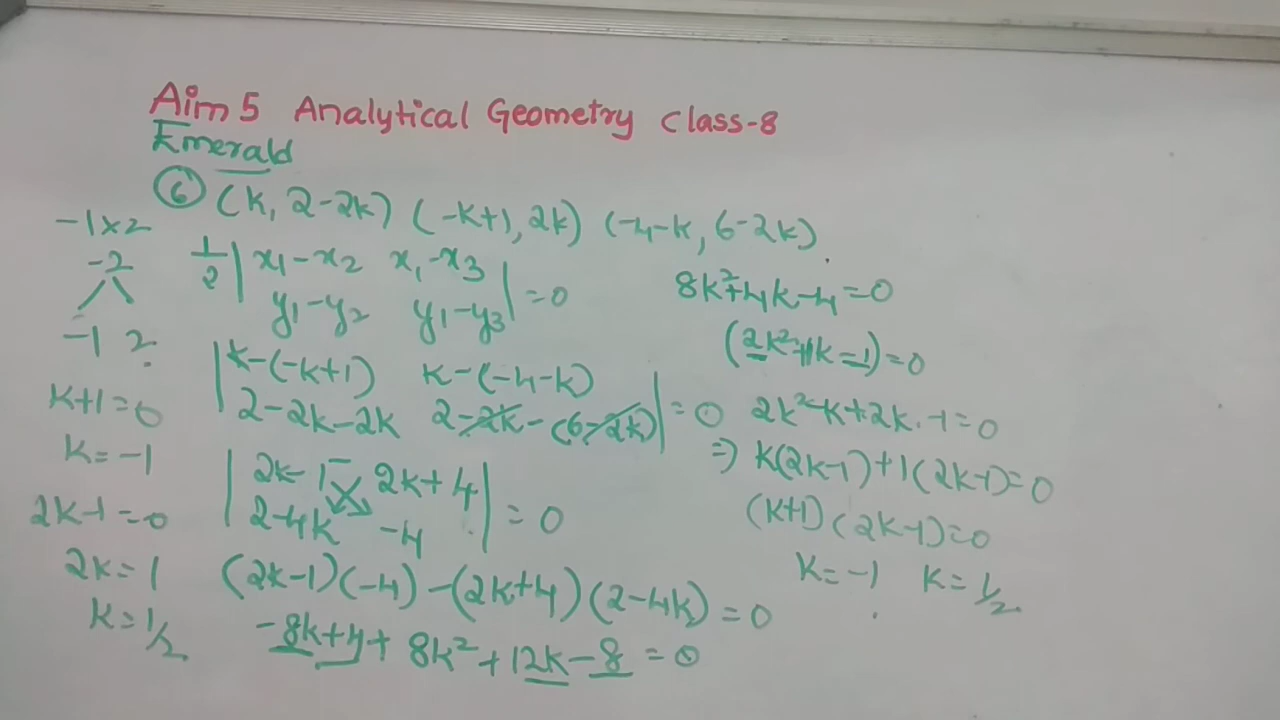 Aim 5 Analytical Geometry Class-8
Emerald
⑥ (K, 2-2k) (-K+1, 2k) (-4-K, 6-2k).
1/2 | x₁-x₂ x₁-x₃ |
| y₁-y₂ y₁-y₃ | =0
| k-(-k+1) K-(-4-k) |
| 2-2k-2k 2-2k-(6-2k) | =0
| 2k-1 2k+4 |
| 2-4k -4 | = 0
(2k-1)(-4)-(2k+4)(2-4k)=0
-8k+4+8k²+12k-8=0
-1x2
-2
-1 2
K+1=0
K=-1
2k-1=0
2k=1
K=1/2
8k²+4k-4=0
(2k²+1k-1)=0
2k²-k+2k-1=0
=> K(2k-1)+1(2k-1)=0
(k+1)(2k-1)=0
K=-1 K=1/2